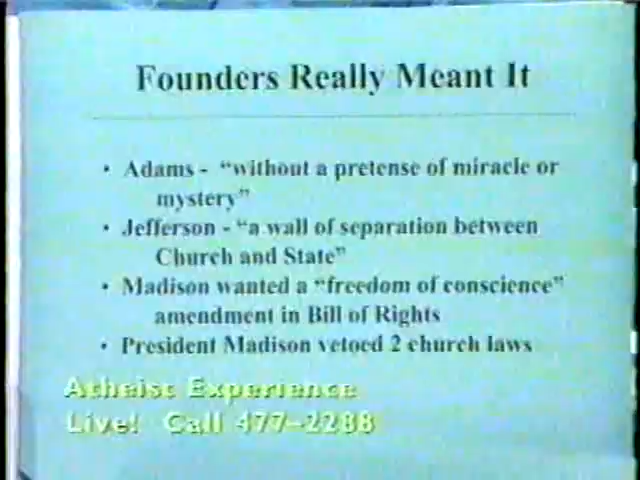 Founders Really Meant It
• Adams - “without a pretense of miracle or
mystery”
• Jefferson - “a wall of separation between
Church and State”
• Madison wanted a “freedom of conscience”
amendment in Bill of Rights
• President Madison vetoed 2 church laws
Atheist Experience
Live! Call 477-2288